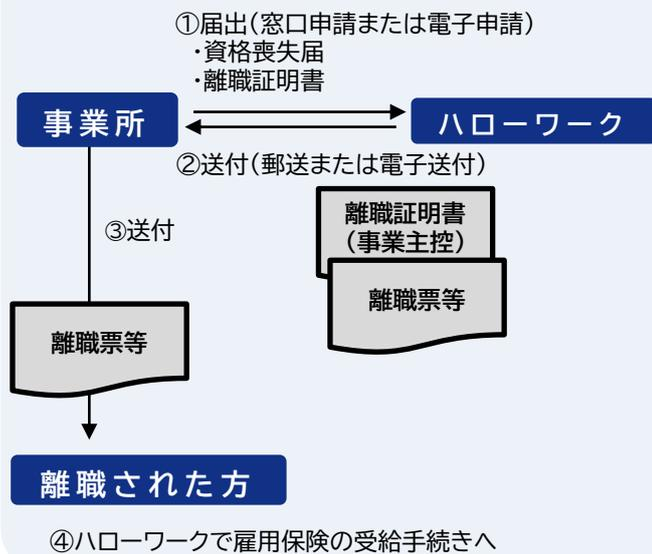 ①届出(窓口申請または電子申請)
・資格喪失届
・離職証明書
事業所
ハローワーク
②送付(郵送または電子送付)
離職証明書
(事業主控)
離職票等
③送付
離職票等
離職された方
④ハローワークで雇用保険の受給手続きへ